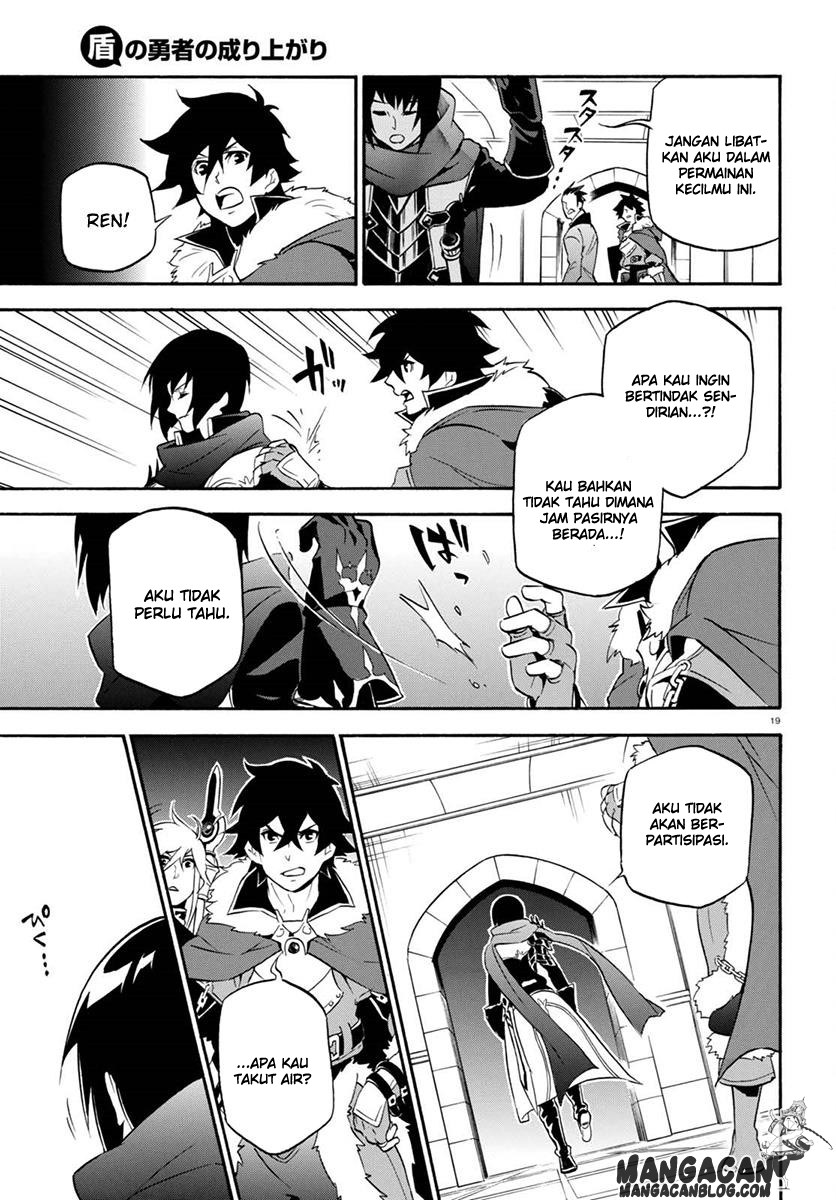 盾の勇者の成り上がり
JANGAN LIBAT-
KAN AKU DALAM
PERMAINAN
KECILMU INI.
スタスタ…
REN!
APA KAU INGIN
BERTINDAK SEN-
DIRIAN...?!
ガッ
KAU BAHKAN
TIDAK TAHU DIMANA
JAM PASIRNYA
BERADA...!
AKU TIDAK
PERLU TAHU.
19
AKU TIDAK
AKAN BER-
PARTISIPASI.
...APA KAU
TAKUT AIR?
ぴく…
MANGACAN
MANGACANBLOG.COM